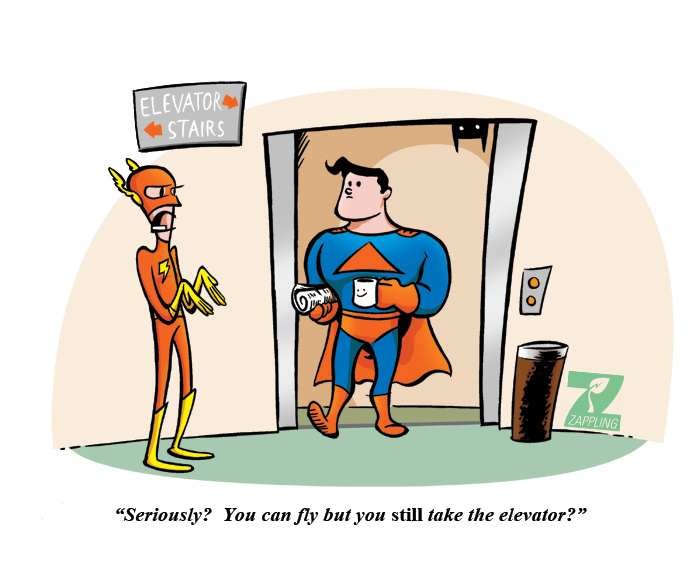 ELEVATOR
STAIRS
ZAPPLING
“Seriously?  You can fly but you still take the elevator?”